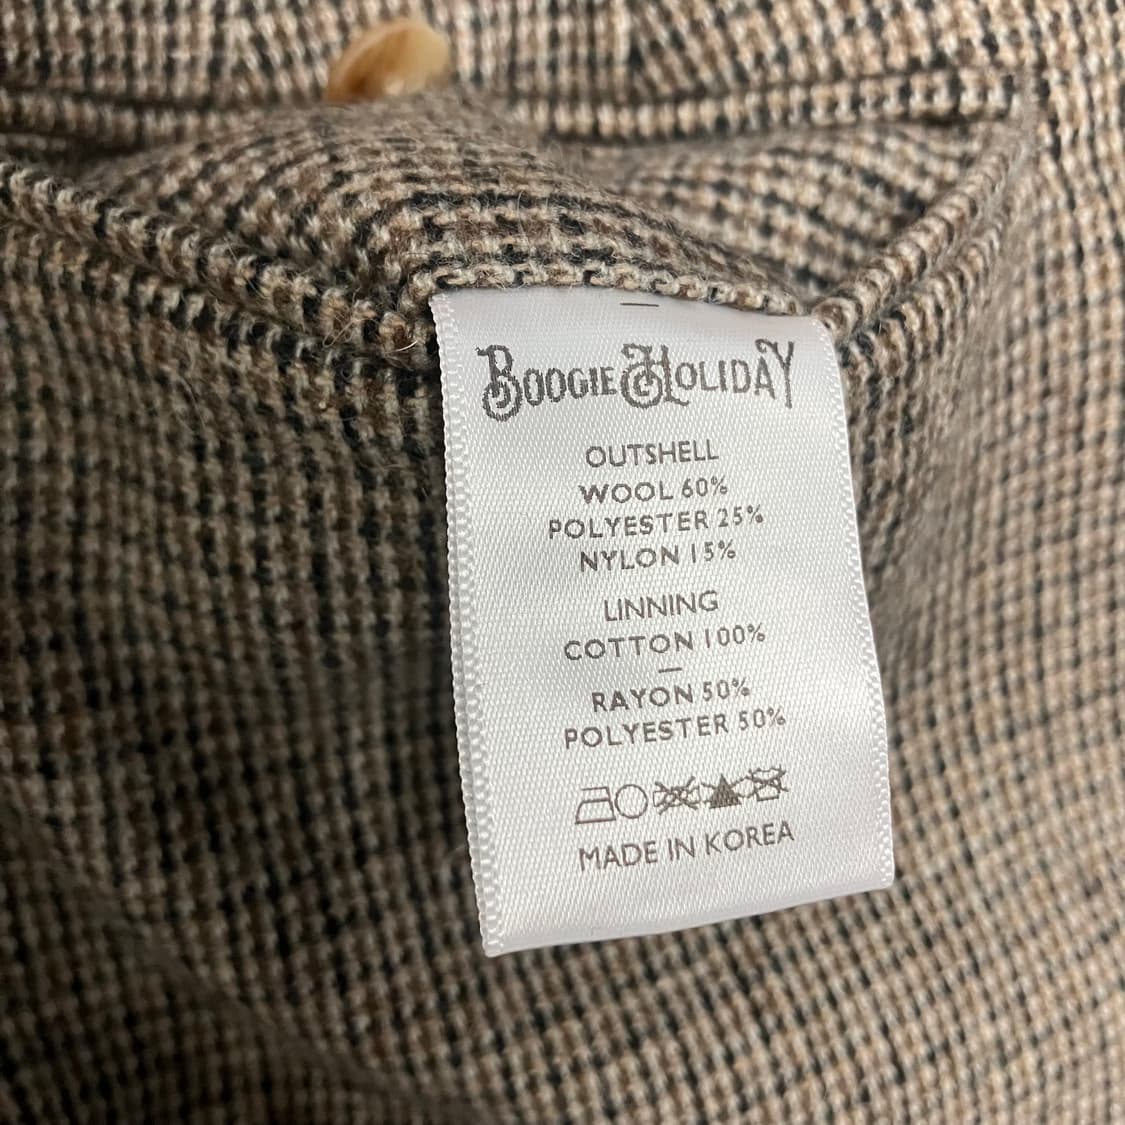 BOOGIE HOLIDAY
OUTSHELL
WOOL 60%
POLYESTER 25%
NYLON 15%
LINNING
COTTON 100%
—
RAYON 50%
POLYESTER 50%
MADE IN KOREA